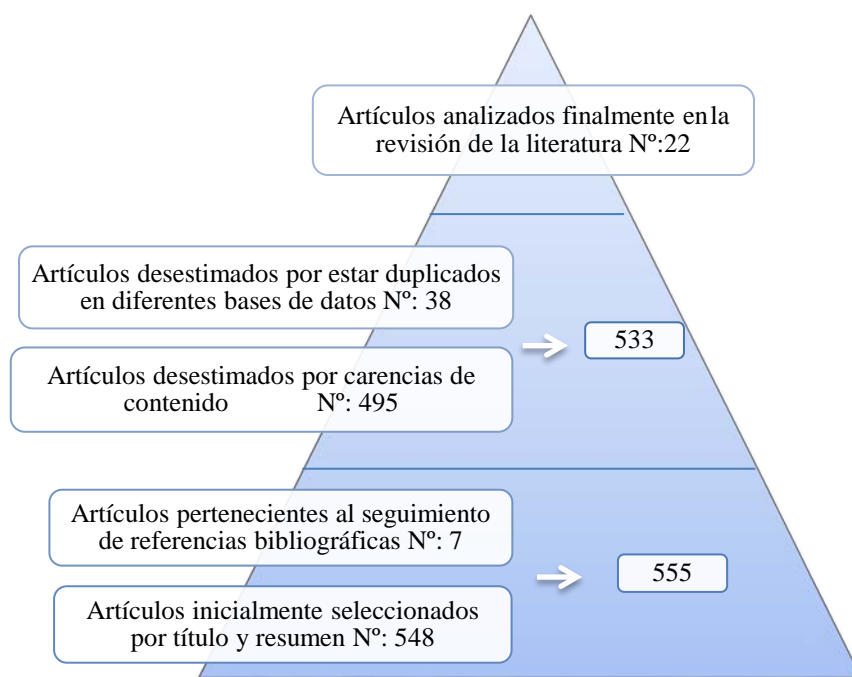 Artículos analizados finalmente en la
revisión de la literatura Nº:22
Artículos desestimados por estar duplicados
en diferentes bases de datos Nº: 38
533
Artículos desestimados por carencias de
contenido Nº: 495
Artículos pertenecientes al seguimiento
de referencias bibliográficas Nº: 7
555
Artículos inicialmente seleccionados
por título y resumen Nº: 548